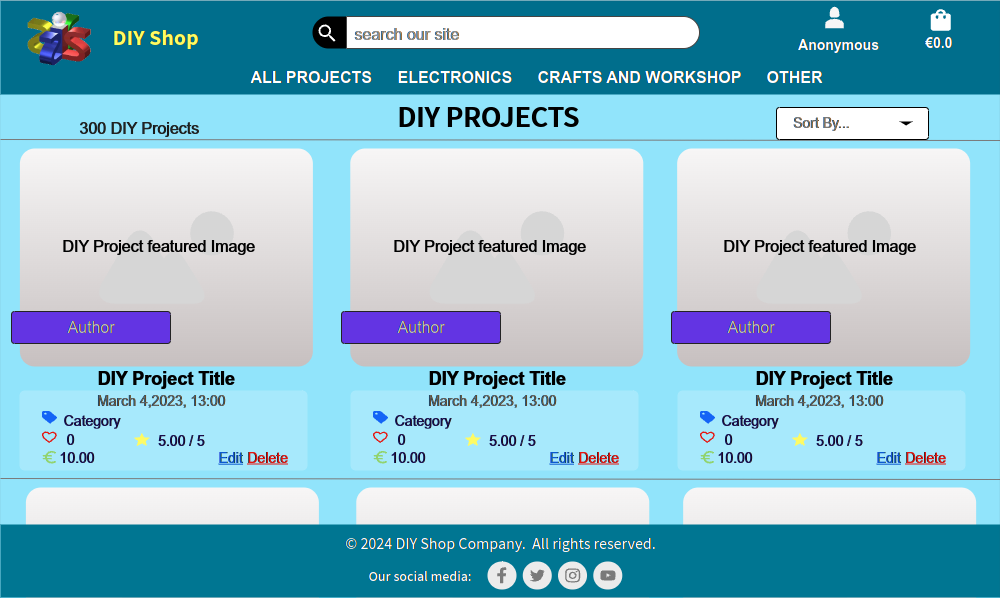 DIY Shop
search our site
Anonymous
€0.0
ALL PROJECTS ELECTRONICS CRAFTS AND WORKSHOP OTHER
300 DIY Projects
DIY PROJECTS
Sort By...
DIY Project featured Image
Author
DIY Project Title
March 4,2023, 13:00
Category
0 5.00 / 5
€ 10.00 Edit Delete
DIY Project featured Image
Author
DIY Project Title
March 4,2023, 13:00
Category
0 5.00 / 5
€ 10.00 Edit Delete
DIY Project featured Image
Author
DIY Project Title
March 4,2023, 13:00
Category
0 5.00 / 5
€ 10.00 Edit Delete
© 2024 DIY Shop Company. All rights reserved.
Our social media: